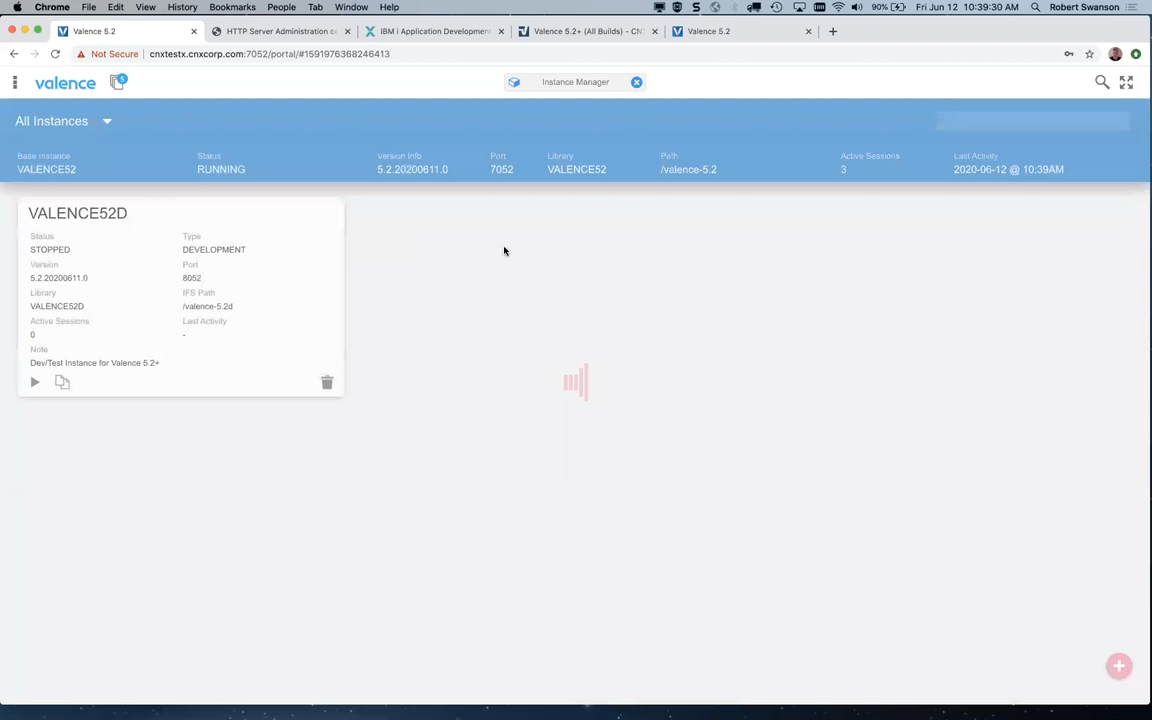 Chrome File Edit View History Bookmarks People Tab Window Help 90% Fri Jun 12 10:39:30 AM Robert Swanson
Valence 5.2 HTTP Server Administration o IBM i Application Development Valence 5.2+ (All Builds) – CN Valence 5.2
Not Secure cnxtestx.cnxcorp.com:7052/portal/#1591976368246413
valence 5 Instance Manager
All Instances
Base Instance Status Version Info Port Library Path Active Sessions Last Activity
VALENCE52 RUNNING 5.2.20200611.0 7052 VALENCE52 /valence-5.2 3 2020-06-12 @ 10:39AM
VALENCE52D
Status Type
STOPPED DEVELOPMENT
Version Port
5.2.20200611.0 8052
Library IFS Path
VALENCE52D /valence-5.2d
Active Sessions Last Activity
0 -
Note
Dev/Test Instance for Valence 5.2+